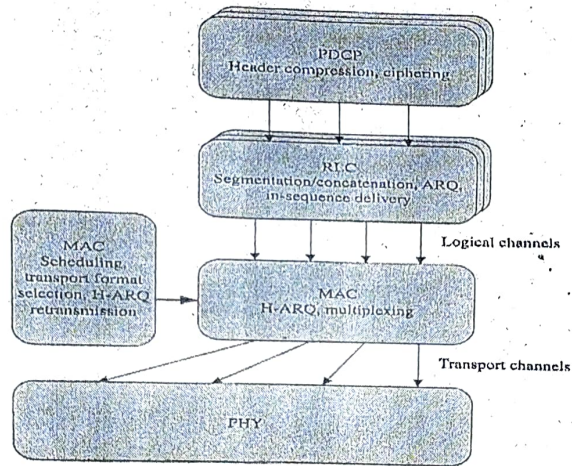 PDCP
Header compression, ciphering
RLC
Segmentation/concatenation, ARQ,
in-sequence delivery
Logical channels
MAC
Scheduling,
transport format
selection, H-ARQ
retransmission
MAC
H-ARQ, multiplexing
Transport channels
PHY